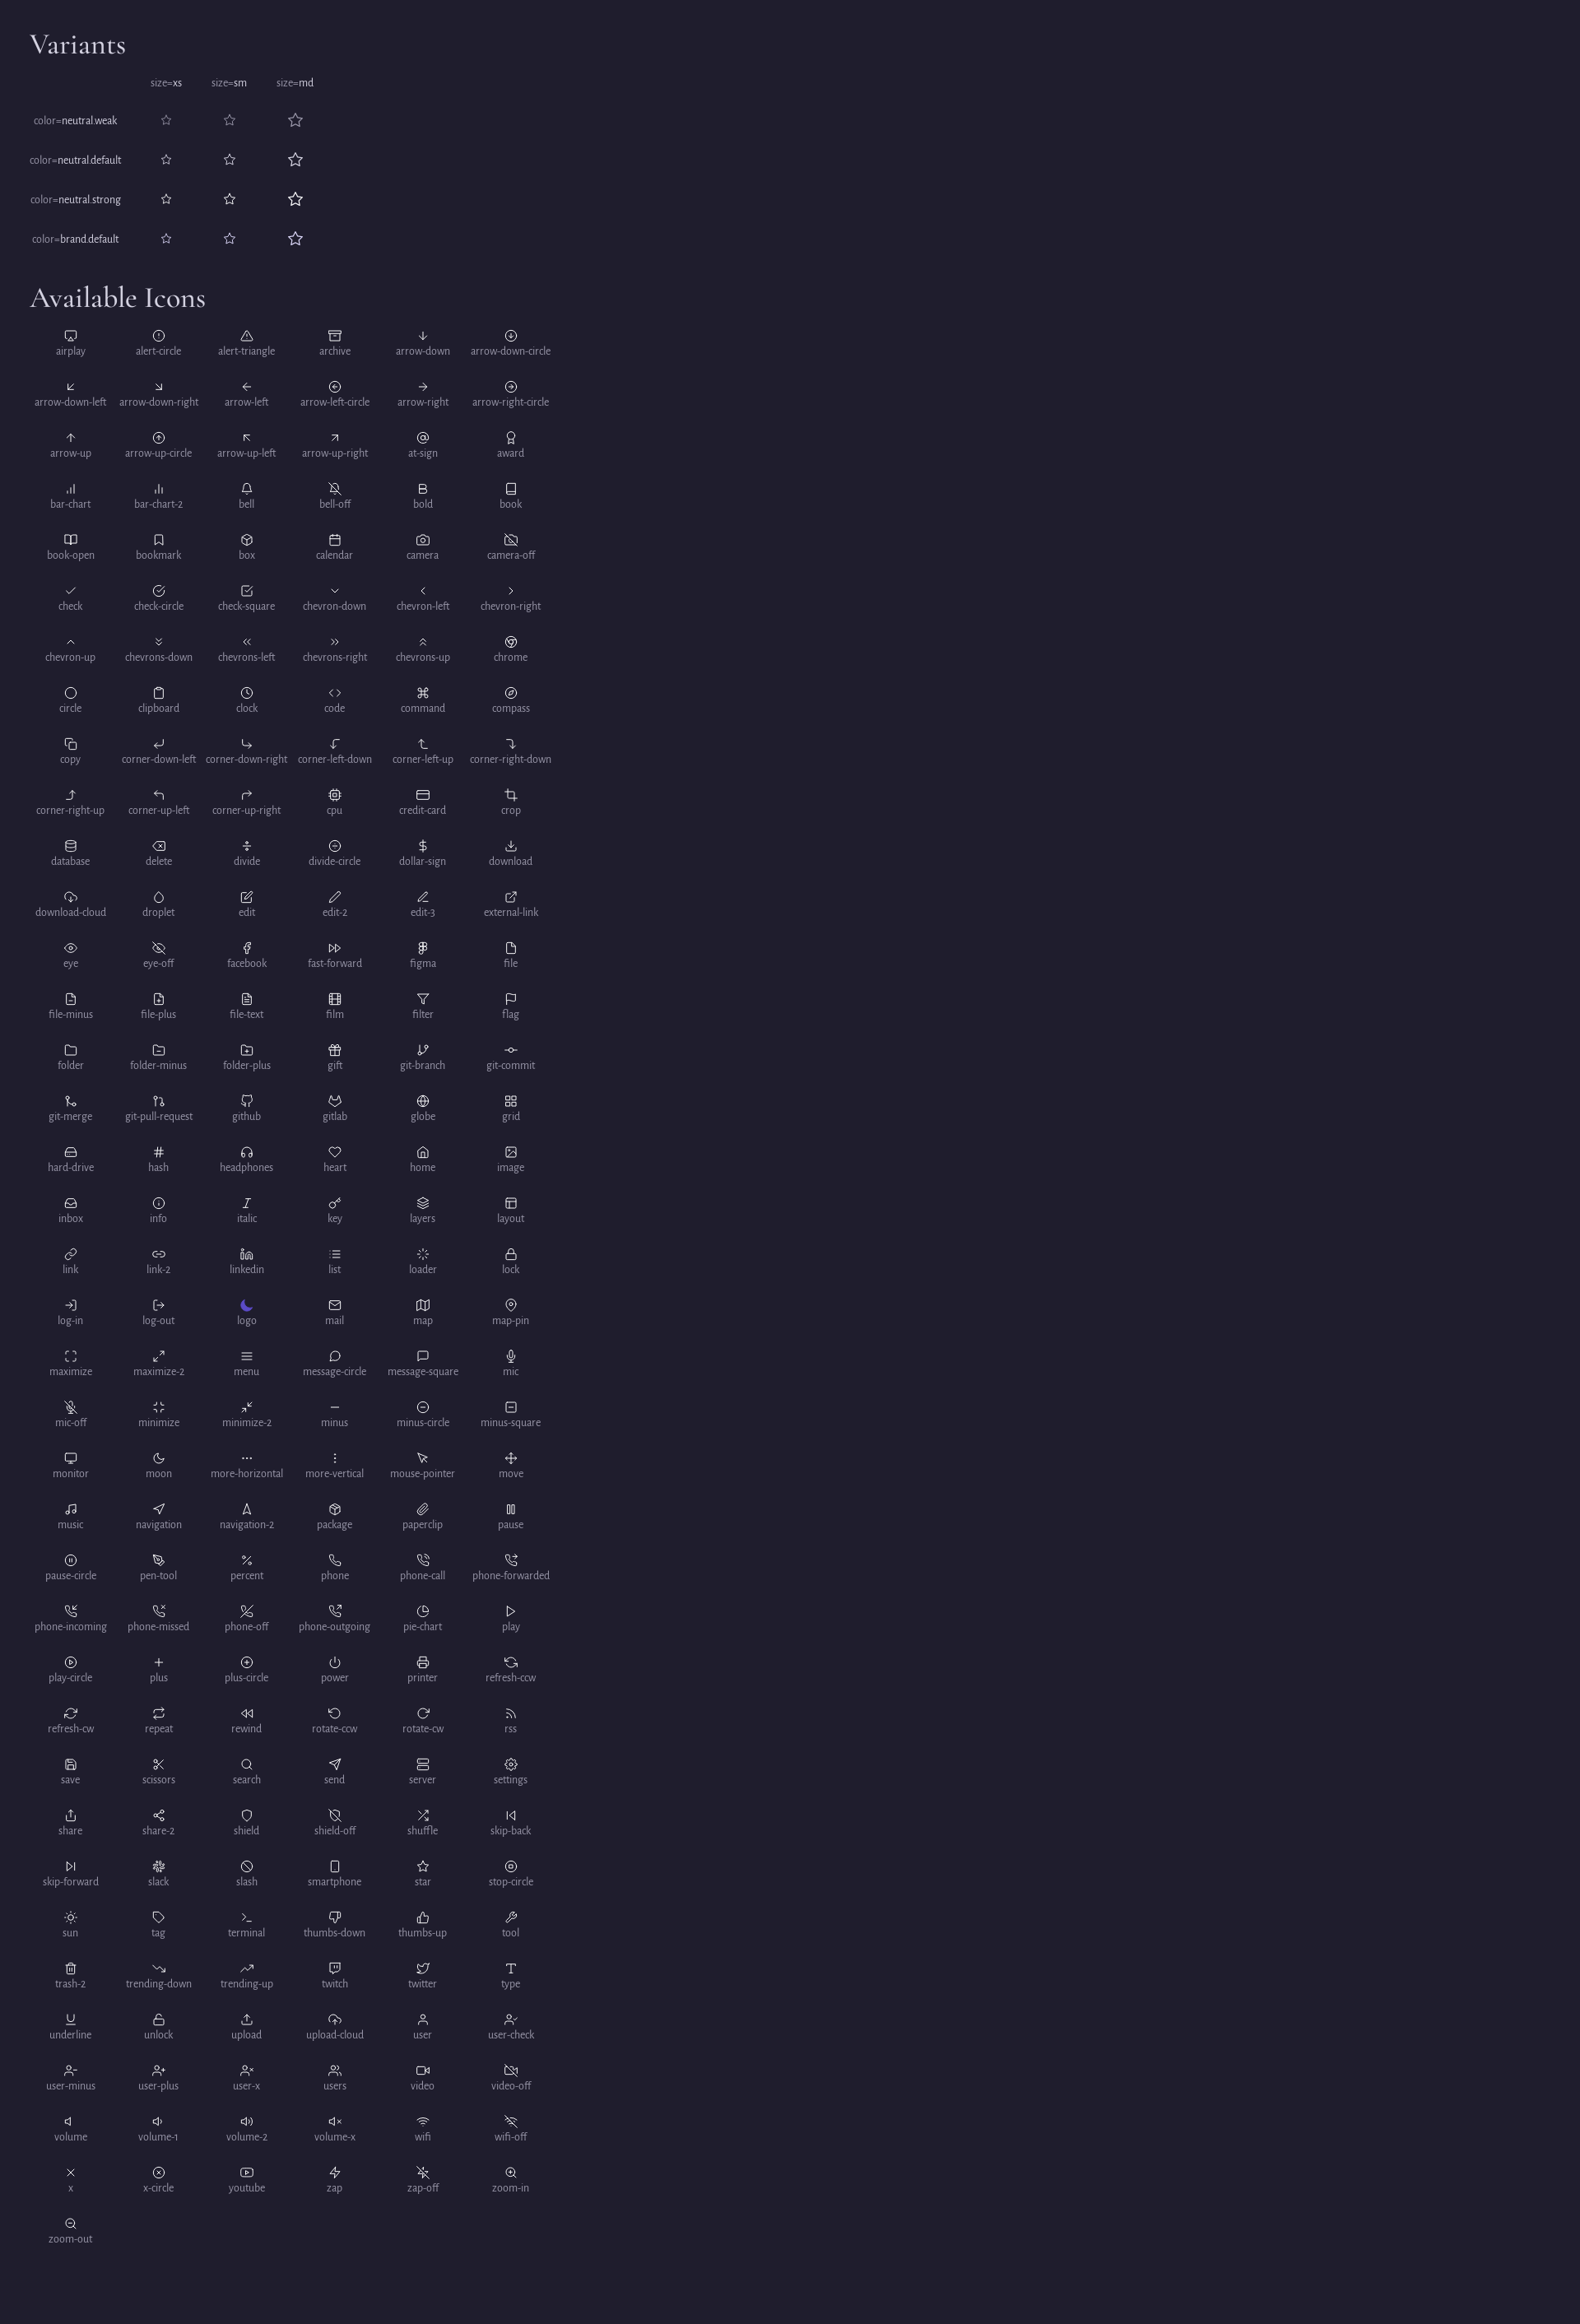 Variants
size=xs size=sm size=md
color=neutral.weak
color=neutral.default
color=neutral.strong
color=brand.default
Available Icons
airplay alert-circle alert-triangle archive arrow-down arrow-down-circle
arrow-down-left arrow-down-right arrow-left arrow-left-circle arrow-right arrow-right-circle
arrow-up arrow-up-circle arrow-up-left arrow-up-right at-sign award
bar-chart bar-chart-2 bell bell-off bold book
book-open bookmark box calendar camera camera-off
check check-circle check-square chevron-down chevron-left chevron-right
chevron-up chevrons-down chevrons-left chevrons-right chevrons-up chrome
circle clipboard clock code command compass
copy corner-down-left corner-down-right corner-left-down corner-left-up corner-right-down
corner-right-up corner-up-left corner-up-right cpu credit-card crop
database delete divide divide-circle dollar-sign download
download-cloud droplet edit edit-2 edit-3 external-link
eye eye-off facebook fast-forward figma file
file-minus file-plus file-text film filter flag
folder folder-minus folder-plus gift git-branch git-commit
git-merge git-pull-request github gitlab globe grid
hard-drive hash headphones heart home image
inbox info italic key layers layout
link link-2 linkedin list loader lock
log-in log-out logo mail map map-pin
maximize maximize-2 menu message-circle message-square mic
mic-off minimize minimize-2 minus minus-circle minus-square
monitor moon more-horizontal more-vertical mouse-pointer move
music navigation navigation-2 package paperclip pause
pause-circle pen-tool percent phone phone-call phone-forwarded
phone-incoming phone-missed phone-off phone-outgoing pie-chart play
play-circle plus plus-circle power printer refresh-ccw
refresh-cw repeat rewind rotate-ccw rotate-cw rss
save scissors search send server settings
share share-2 shield shield-off shuffle skip-back
skip-forward slack slash smartphone star stop-circle
sun tag terminal thumbs-down thumbs-up tool
trash-2 trending-down trending-up twitch twitter type
underline unlock upload upload-cloud user user-check
user-minus user-plus user-x users video video-off
volume volume-1 volume-2 volume-x wifi wifi-off
x x-circle youtube zap zap-off zoom-in
zoom-out